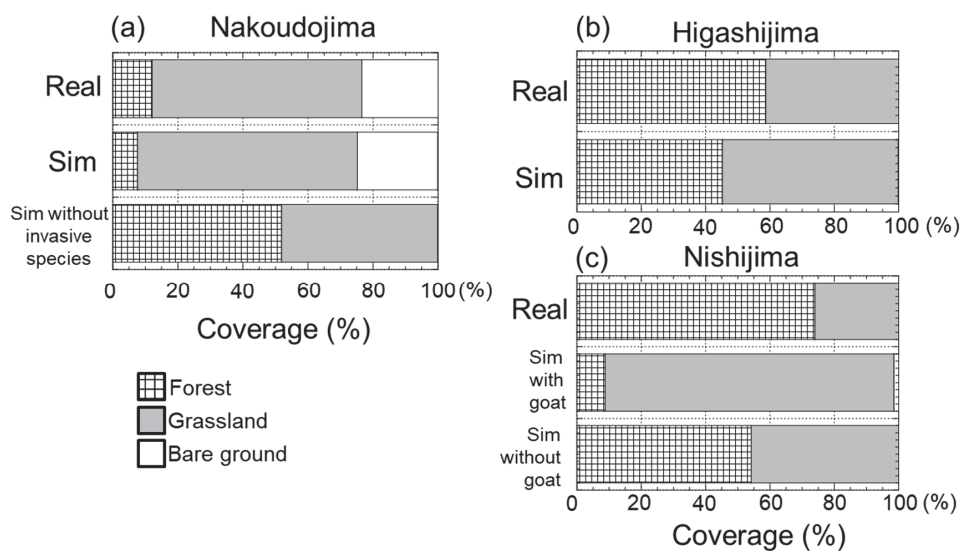 (a) Nakoudojima
Real
Sim
Sim without
invasive
species
0 20 40 60 80 100 (%)
Coverage (%)
Forest
Grassland
Bare ground
(b) Higashijima
Real
Sim
0 20 40 60 80 100 (%)
(c) Nishijima
Real
Sim
with
goat
Sim
without
goat
0 20 40 60 80 100 (%)
Coverage (%)